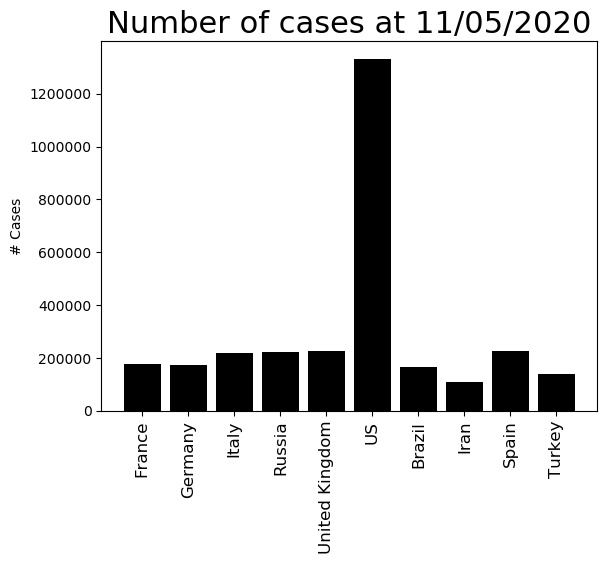 Number of cases at 11/05/2020
1200000
1000000
800000
600000
400000
200000
0
# Cases
France
Germany
Italy
Russia
United Kingdom
US
Brazil
Iran
Spain
Turkey